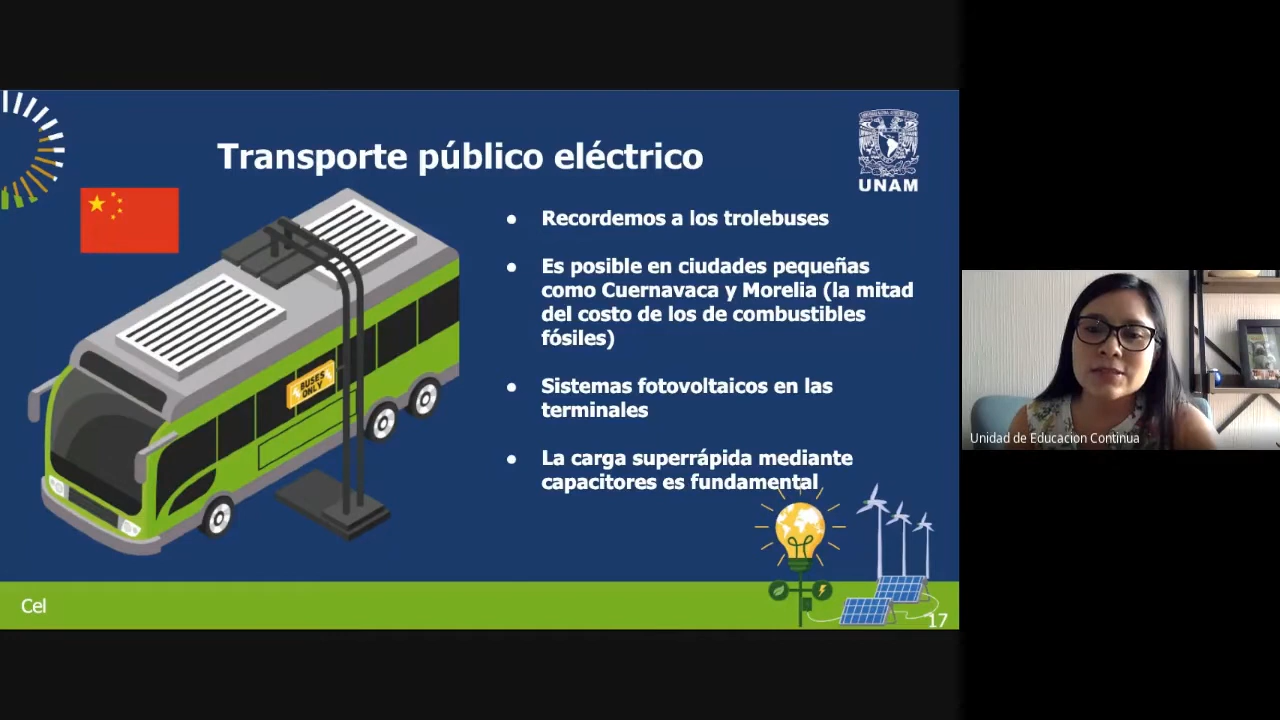 Transporte público eléctrico
UNAM
● Recordemos a los trolebuses
● Es posible en ciudades pequeñas
como Cuernavaca y Morelia (la mitad
del costo de los de combustibles
fósiles)
● Sistemas fotovoltaicos en las
terminales
● La carga superrápida mediante
capacitores es fundamental
BUSES
ONLY
Cel
17
Unidad de Educacion Continua